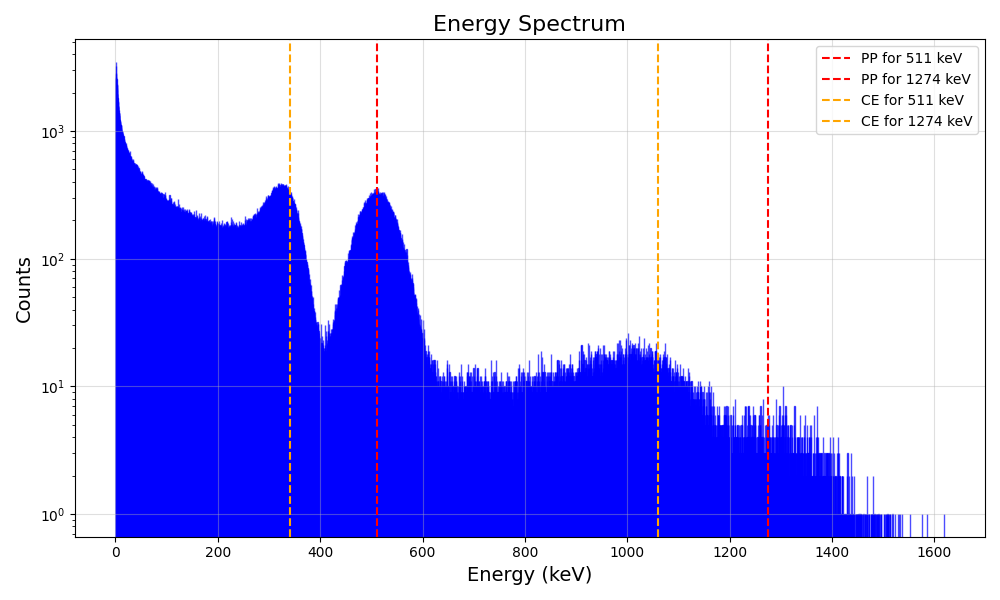 Energy Spectrum
PP for 511 keV
PP for 1274 keV
CE for 511 keV
CE for 1274 keV
Counts
10³
10²
10¹
10⁰
0 200 400 600 800 1000 1200 1400 1600
Energy (keV)